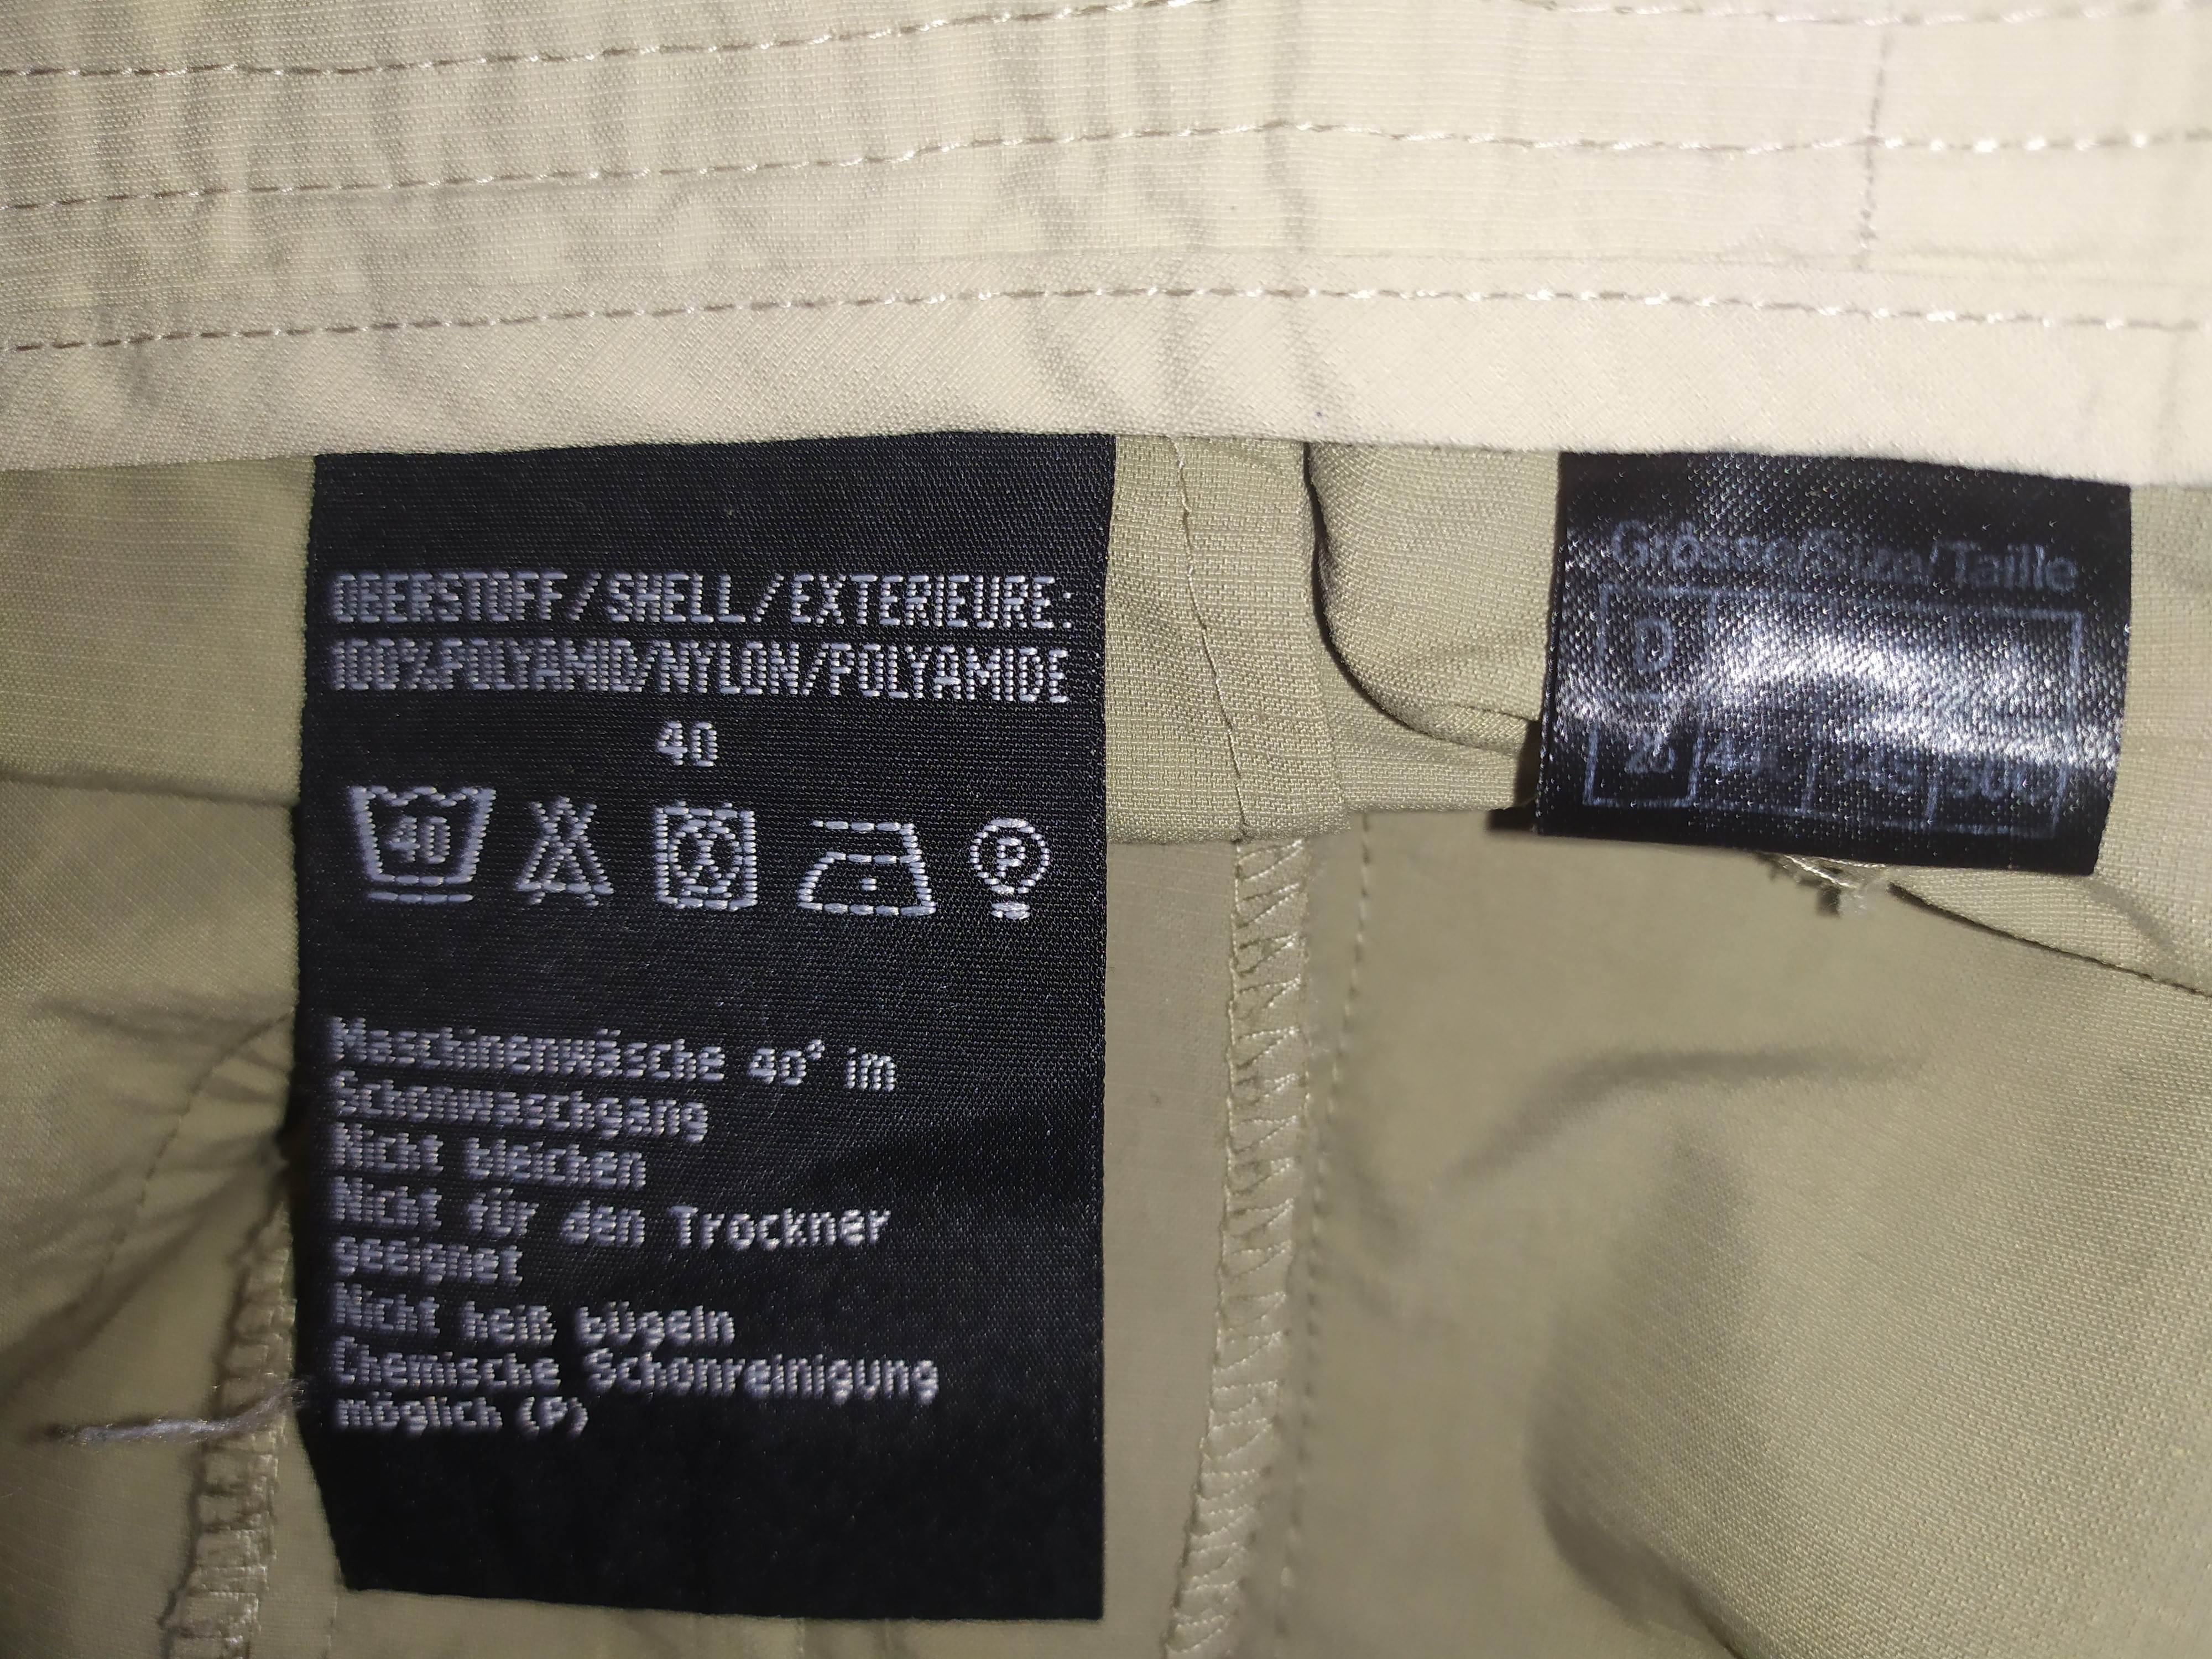 OBERSTOFF/SHELL/EXTERIEURE:
100%POLYAMID/NYLON/POLYAMIDE
40
40
P
Maschinenwäsche 40° im
Schonwaschgang
Nicht bleichen
Nicht für den Trockner
geeignet
Nicht heiß bügeln
Chemische Schonreinigung
möglich (P)
Grösse/Size/Taille
D